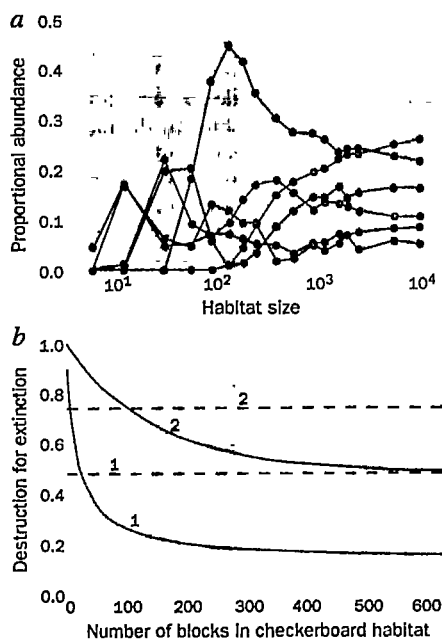 a
0.5
0.4
0.3
0.2
0.1
0.0
Proportional abundance
10¹ 10² 10³ 10⁴
Habitat size
b
1.0
0.8
0.6
0.4
0.2
0.0
Destruction for extinction
2
2
1
1
0 100 200 300 400 500 600
Number of blocks in checkerboard habitat